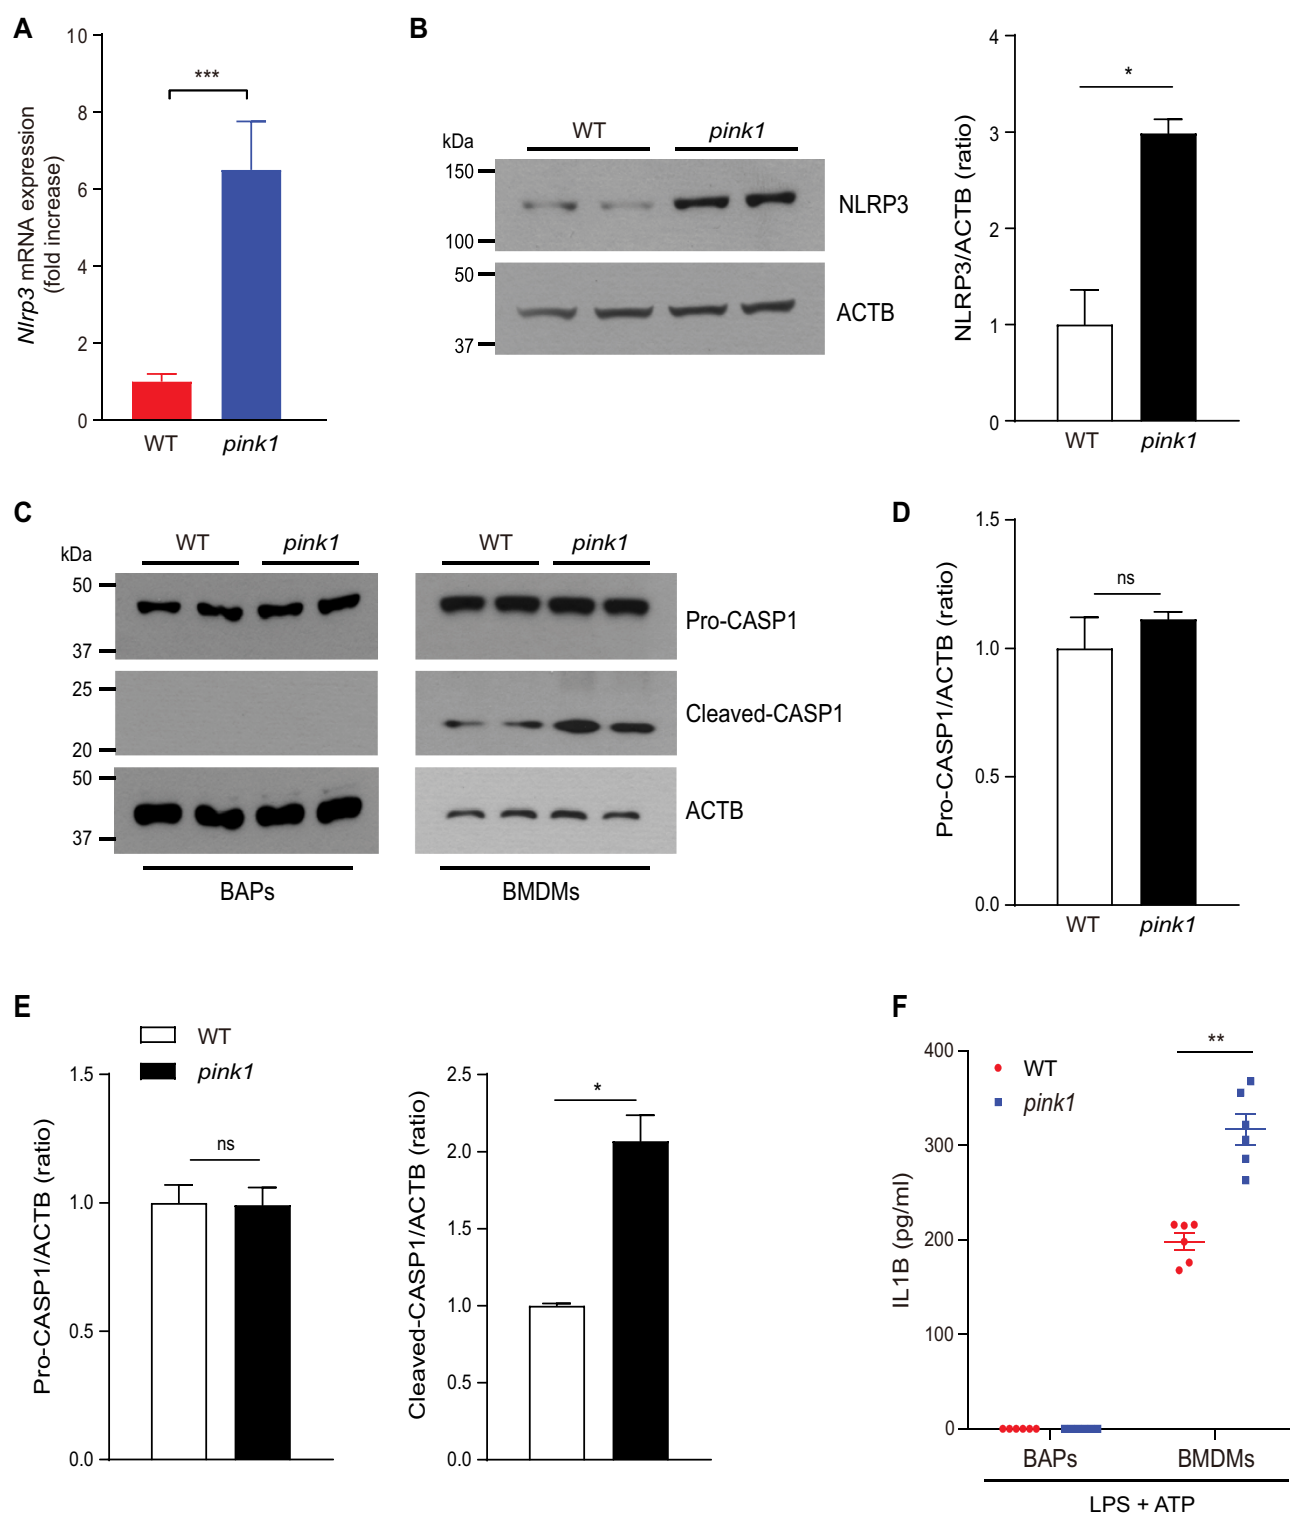 A
Nlrp3 mRNA expression
(fold increase)
10
8
6
4
2
0
***
WT
pink1
B
kDa
WT
pink1
150
100
NLRP3
50
37
ACTB
NLRP3/ACTB (ratio)
4
3
2
1
0
*
WT
pink1
C
kDa
WT
pink1
WT
pink1
50
37
Pro-CASP1
25
20
Cleaved-CASP1
50
37
ACTB
BAPs
BMDMs
D
Pro-CASP1/ACTB (ratio)
1.5
1.0
0.5
0.0
ns
WT
pink1
E
WT
pink1
Pro-CASP1/ACTB (ratio)
1.5
1.0
0.5
0.0
ns
Cleaved-CASP1/ACTB (ratio)
2.5
2.0
1.5
1.0
0.5
0.0
*
F
IL1B (pg/ml)
400
300
200
100
0
WT
pink1
**
BAPs
BMDMs
LPS + ATP